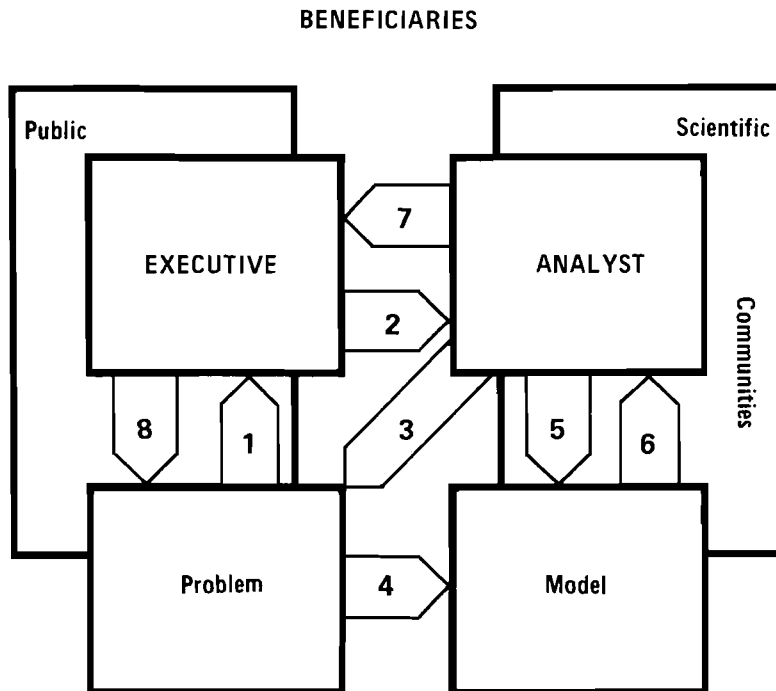 BENEFICIARIES
Public
Scientific
7
EXECUTIVE
ANALYST
2
Communities
8
1
3
5
6
Problem
4
Model